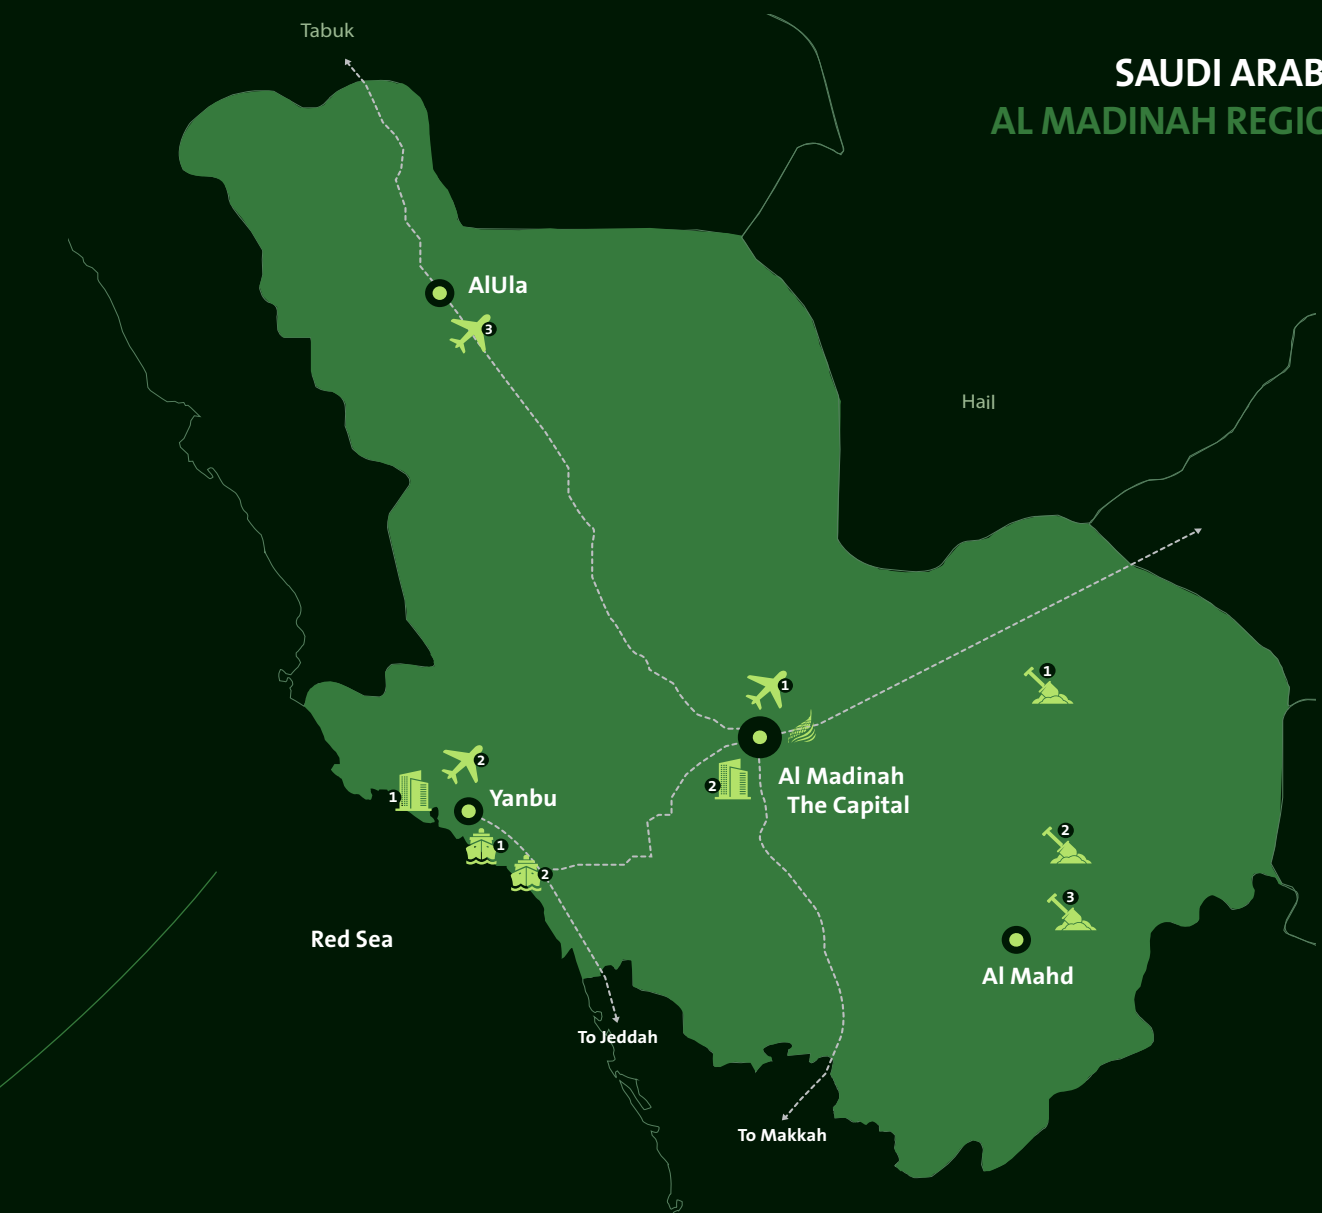 Tabuk
SAUDI ARAB
AL MADINAH REGIO
AlUla
3
Hail
1
1
2
1
Yanbu
2
Al Madinah
The Capital
1
2
2
3
Red Sea
Al Mahd
To Jeddah
To Makkah